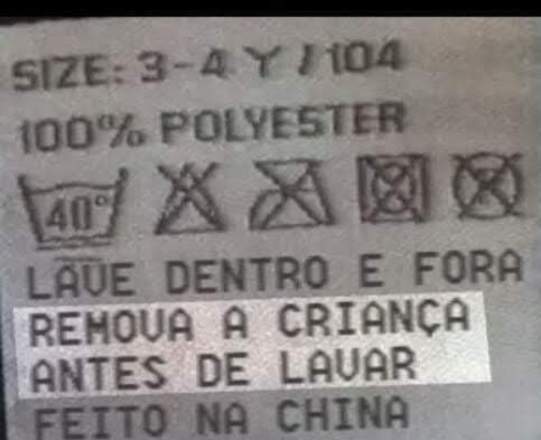 SIZE: 3-4 Y / 104
100% POLYESTER
40°
LAVE DENTRO E FORA
REMOVA A CRIANÇA
ANTES DE LAVAR
FEITO NA CHINA